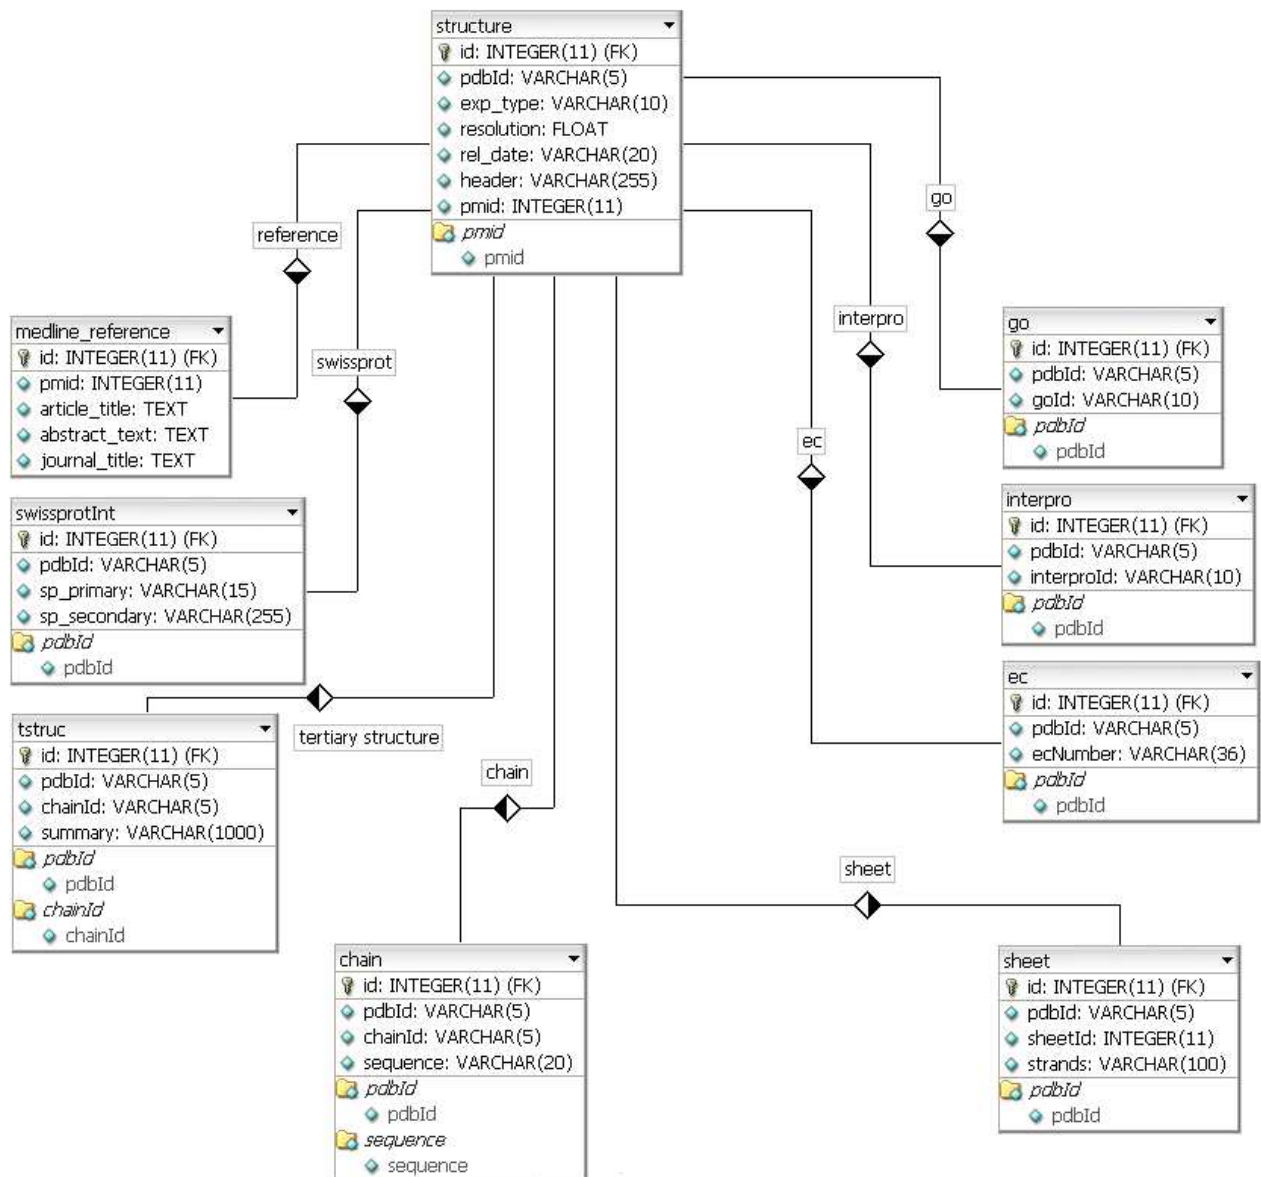 structure
id: INTEGER(11) (FK)
pdbId: VARCHAR(5)
exp_type: VARCHAR(10)
resolution: FLOAT
rel_date: VARCHAR(20)
header: VARCHAR(255)
pmid: INTEGER(11)
pmid
pmid
reference
swissprot
go
interpro
ec
medline_reference
id: INTEGER(11) (FK)
pmid: INTEGER(11)
article_title: TEXT
abstract_text: TEXT
journal_title: TEXT
swissprotInt
id: INTEGER(11) (FK)
pdbId: VARCHAR(5)
sp_primary: VARCHAR(15)
sp_secondary: VARCHAR(255)
pdbId
pdbId
go
id: INTEGER(11) (FK)
pdbId: VARCHAR(5)
goId: VARCHAR(10)
pdbId
pdbId
interpro
id: INTEGER(11) (FK)
pdbId: VARCHAR(5)
interproId: VARCHAR(10)
pdbId
pdbId
ec
id: INTEGER(11) (FK)
pdbId: VARCHAR(5)
ecNumber: VARCHAR(36)
pdbId
pdbId
tstruc
id: INTEGER(11) (FK)
pdbId: VARCHAR(5)
chainId: VARCHAR(5)
summary: VARCHAR(1000)
pdbId
pdbId
chainId
chainId
tertiary structure
chain
sheet
chain
id: INTEGER(11) (FK)
pdbId: VARCHAR(5)
chainId: VARCHAR(5)
sequence: VARCHAR(20)
pdbId
pdbId
sequence
sequence
sheet
id: INTEGER(11) (FK)
pdbId: VARCHAR(5)
sheetId: INTEGER(11)
strands: VARCHAR(100)
pdbId
pdbId